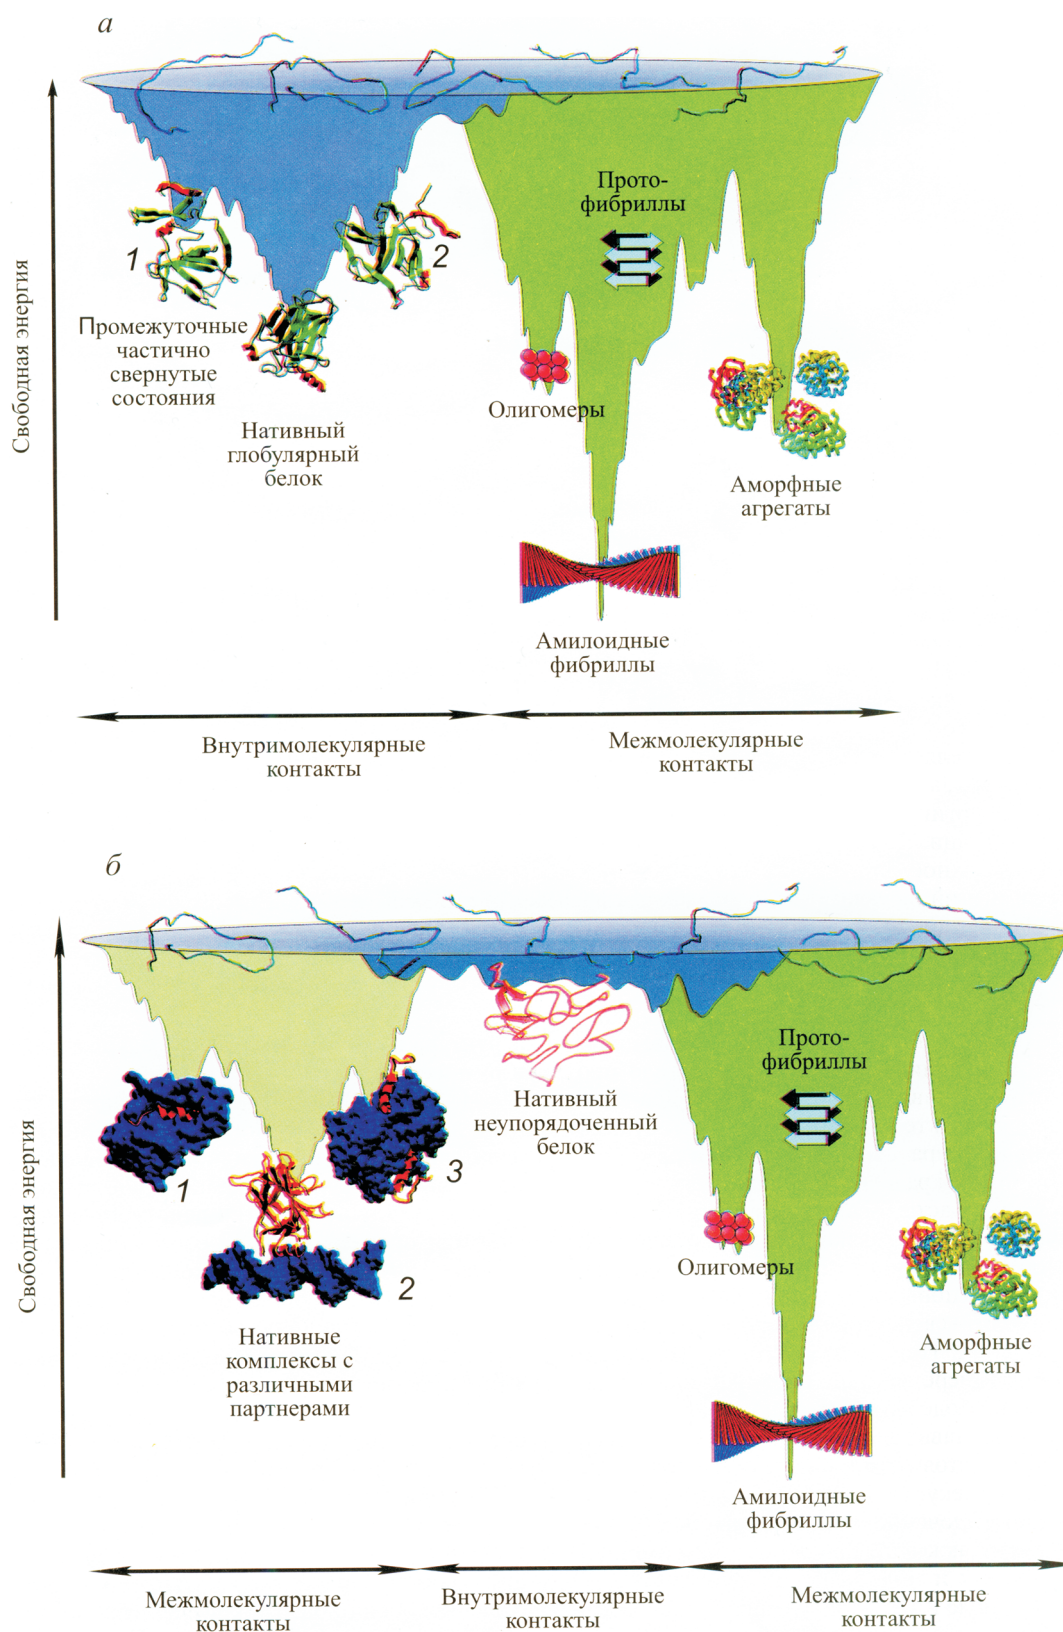 а
Свободная энергия
Прото-
фибриллы
1
2
Промежуточные
частично
свернутые
состояния
Нативный
глобулярный
белок
Олигомеры
Аморфные
агрегаты
Амилоидные
фибриллы
Внутримолекулярные
контакты
Межмолекулярные
контакты
б
Свободная энергия
Прото-
фибриллы
Нативный
неупорядоченный
белок
1
3
2
Олигомеры
Нативные
комплексы с
различными
партнерами
Аморфные
агрегаты
Амилоидные
фибриллы
Межмолекулярные
контакты
Внутримолекулярные
контакты
Межмолекулярные
контакты